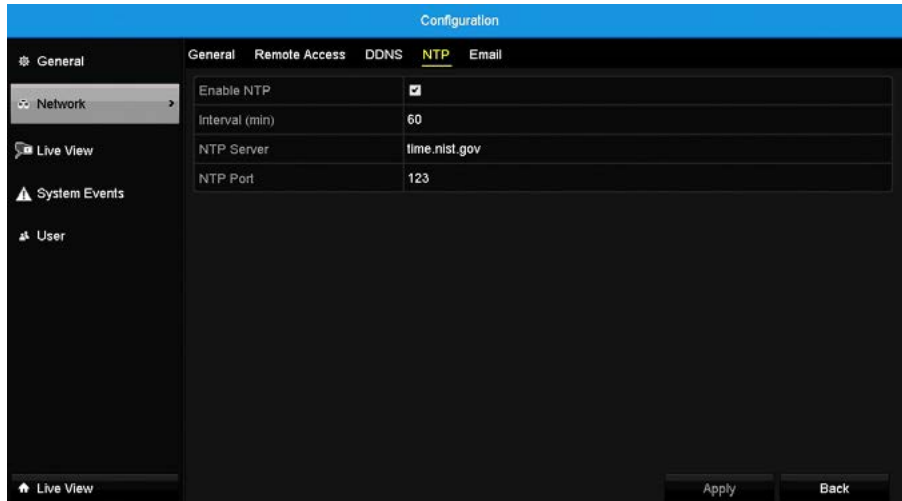 Configuration
General
Network
Live View
System Events
User
General Remote Access DDNS NTP Email
Enable NTP
Interval (min) 60
NTP Server time.nist.gov
NTP Port 123
Live View
Apply Back